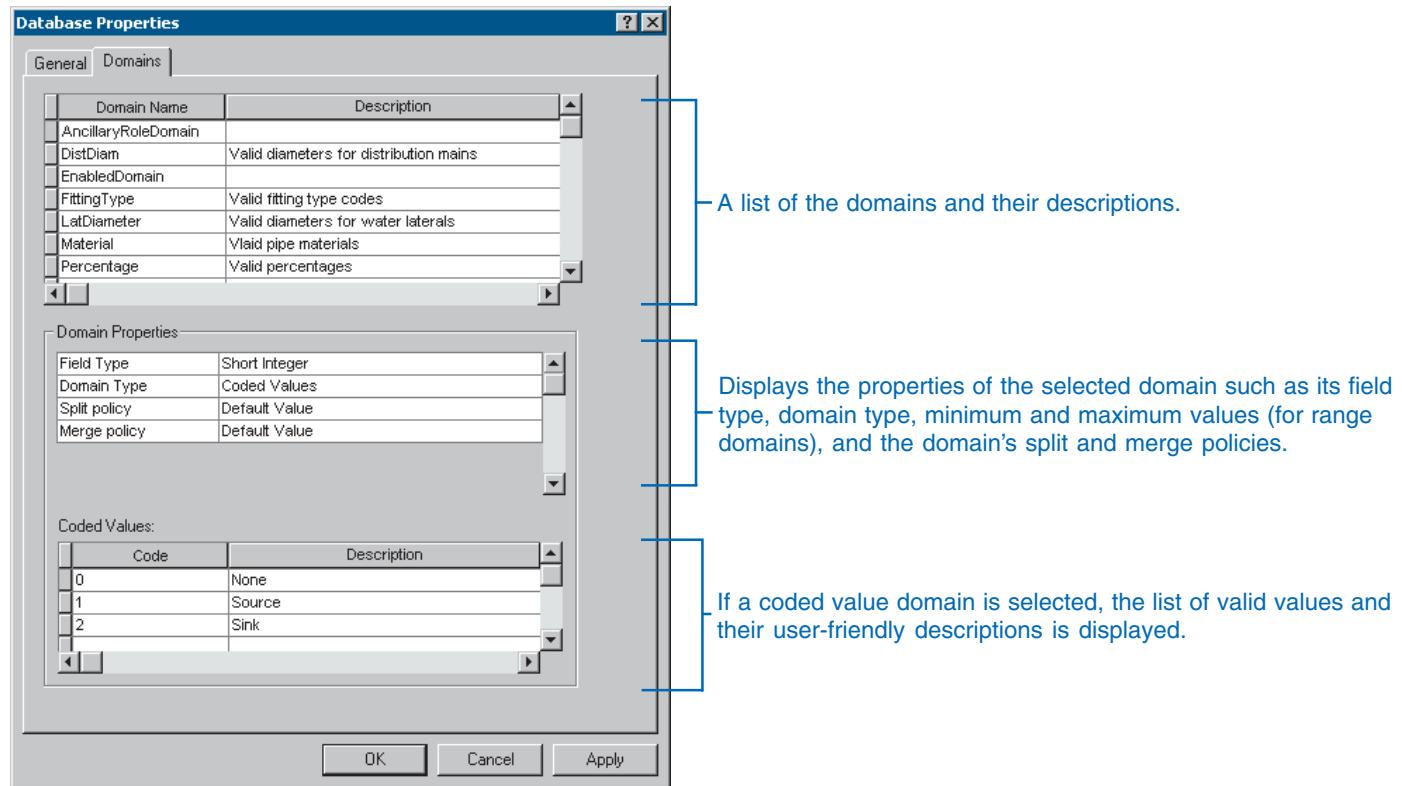 Database Properties
General Domains
Domain Name Description
AncillaryRoleDomain
DistDiam Valid diameters for distribution mains
EnabledDomain
FittingType Valid fitting type codes
LatDiameter Valid diameters for water laterals
Material Vlaid pipe materials
Percentage Valid percentages
A list of the domains and their descriptions.
Domain Properties
Field Type Short Integer
Domain Type Coded Values
Split policy Default Value
Merge policy Default Value
Displays the properties of the selected domain such as its field
type, domain type, minimum and maximum values (for range
domains), and the domain's split and merge policies.
Coded Values:
Code Description
0 None
1 Source
2 Sink
If a coded value domain is selected, the list of valid values and
their user-friendly descriptions is displayed.
OK Cancel Apply